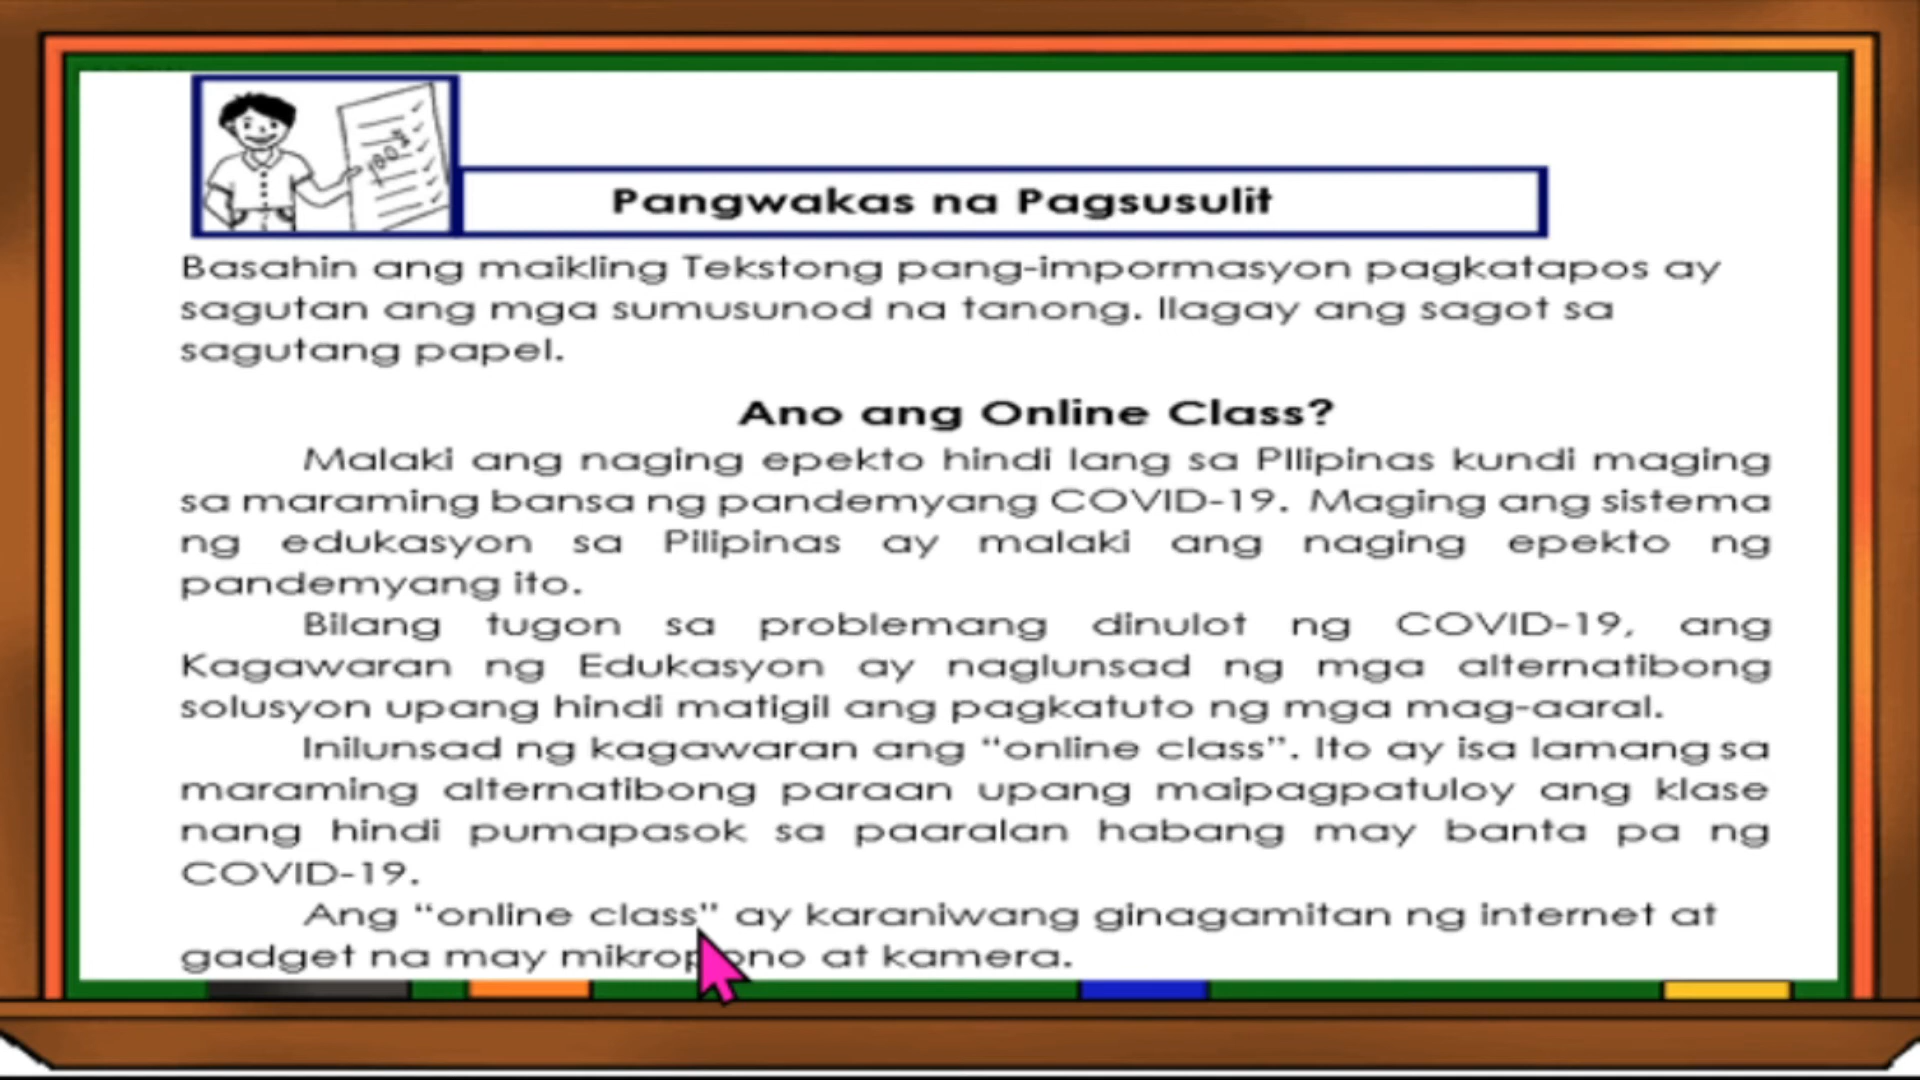 Pangwakas na Pagsusulit
Basahin ang maikling Tekstong pang-impormasyon pagkatapos ay
sagutan ang mga sumusunod na tanong. Ilagay ang sagot sa
sagutang papel.
Ano ang Online Class?
Malaki ang naging epekto hindi lang sa PIlipinas kundi maging
sa maraming bansa ng pandemyang COVID-19. Maging ang sistema
ng edukasyon sa Pilipinas ay malaki ang naging epekto ng
pandemyang ito.
Bilang tugon sa problemang dinulot ng COVID-19, ang
Kagawaran ng Edukasyon ay naglunsad ng mga alternatibong
solusyon upang hindi matigil ang pagkatuto ng mga mag-aaral.
Inilunsad ng kagawaran ang “online class”. Ito ay isa lamang sa
maraming alternatibong paraan upang maipagpatuloy ang klase
nang hindi pumapasok sa paaralan habang may banta pa ng
COVID-19.
Ang “online class” ay karaniwang ginagamitan ng internet at
gadget na may mikropono at kamera.